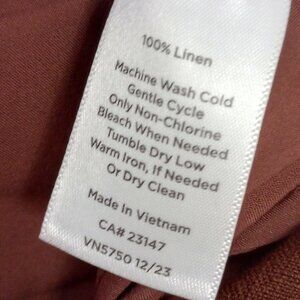 100% Linen
Machine Wash Cold
Gentle Cycle
Only Non-Chlorine
Bleach When Needed
Tumble Dry Low
Warm Iron, If Needed
Or Dry Clean
Made In Vietnam
CA# 23147
VN5750 12/23